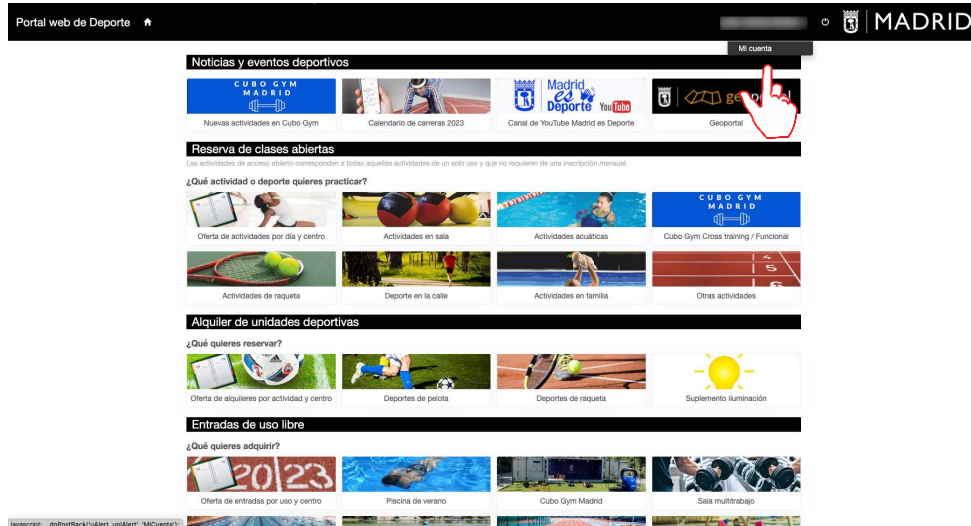 Portal web de Deporte
MADRID
Mi cuenta
Noticias y eventos deportivos
CUBO GYM
MADRID
Madrid
es
Deporte
YouTube
Nuevas actividades en Cubo Gym
Calendario de carreras 2023
Canal de YouTube Madrid es Deporte
Geoportal
Reserva de clases abiertas
Las actividades de acceso abierto corresponden a todas aquellas actividades de un solo uso y que no requieren de una inscripción mensual.
¿Qué actividad o deporte quieres practicar?
CUBO GYM
MADRID
Oferta de actividades por día y centro
Actividades en sala
Actividades acuáticas
Cubo Gym Cross training / Funcional
5
Actividades de raqueta
Deporte en la calle
Actividades en familia
Otras actividades
Alquiler de unidades deportivas
¿Qué quieres reservar?
Oferta de alquileres por actividad y centro
Deportes de pelota
Deportes de raqueta
Suplemento iluminación
Entradas de uso libre
¿Qué quieres adquirir?
2023
Oferta de entradas por uso y centro
Piscina de verano
Cubo Gym Madrid
Sala multitrabajo
javascript:__doPostBack('uAlert_uniAlert','MiCuenta');